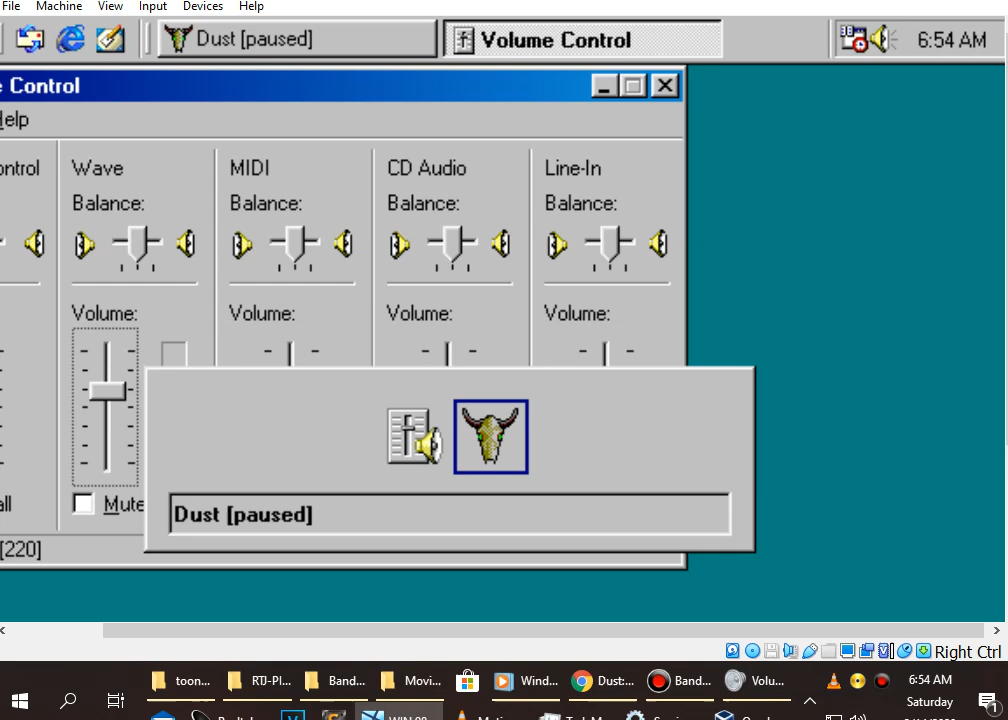 File Machine View Input Devices Help
Dust [paused] Volume Control 6:54 AM
e Control
Help
ontrol Wave MIDI CD Audio Line-In
Balance: Balance: Balance: Balance:
Volume: Volume: Volume: Volume:
all Mute
Dust [paused]
[220]
Right Ctrl
toon... RTJ-Pl... Band... Movi... Wind... Dust:... Band... Volu... 6:54 AM
Saturday